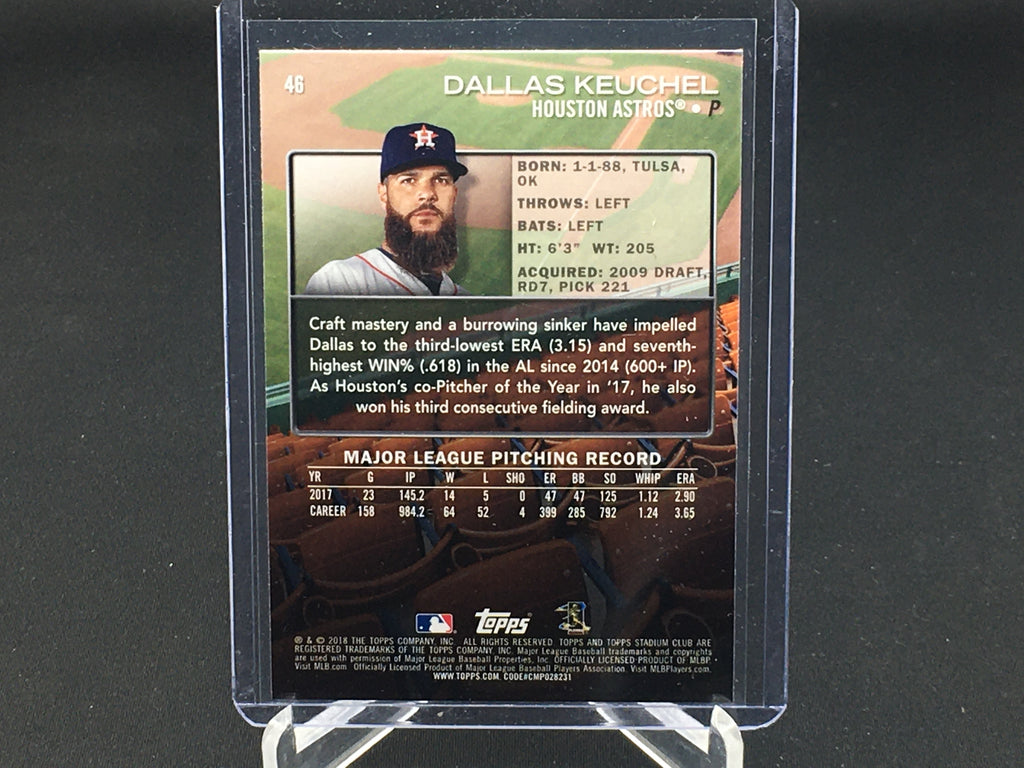 46
DALLAS KEUCHEL
HOUSTON ASTROS® • P
H
BORN: 1-1-88, TULSA,
OK
THROWS: LEFT
BATS: LEFT
HT: 6'3" WT: 205
ACQUIRED: 2009 DRAFT,
RD7, PICK 221
Craft mastery and a burrowing sinker have impelled
Dallas to the third-lowest ERA (3.15) and seventh-
highest WIN% (.618) in the AL since 2014 (600+ IP).
As Houston's co-Pitcher of the Year in '17, he also
won his third consecutive fielding award.
MAJOR LEAGUE PITCHING RECORD
YR G IP W L SHO ER BB SO WHIP ERA
2017 23 145.2 14 5 0 47 47 125 1.12 2.90
CAREER 158 984.2 64 52 4 399 285 792 1.24 3.65
TOPPS
® & © 2018 THE TOPPS COMPANY, INC. ALL RIGHTS RESERVED. TOPPS AND TOPPS STADIUM CLUB ARE
REGISTERED TRADEMARKS OF THE TOPPS COMPANY, INC. Major League Baseball trademarks and copyrights
are used with permission of Major League Baseball Properties, Inc. OFFICIALLY LICENSED PRODUCT OF MLBP.
Visit MLB.com Officially Licensed Product of Major League Baseball Players Association. Visit MLBPlayers.com.
WWW.TOPPS.COM. CODE#CMP028231